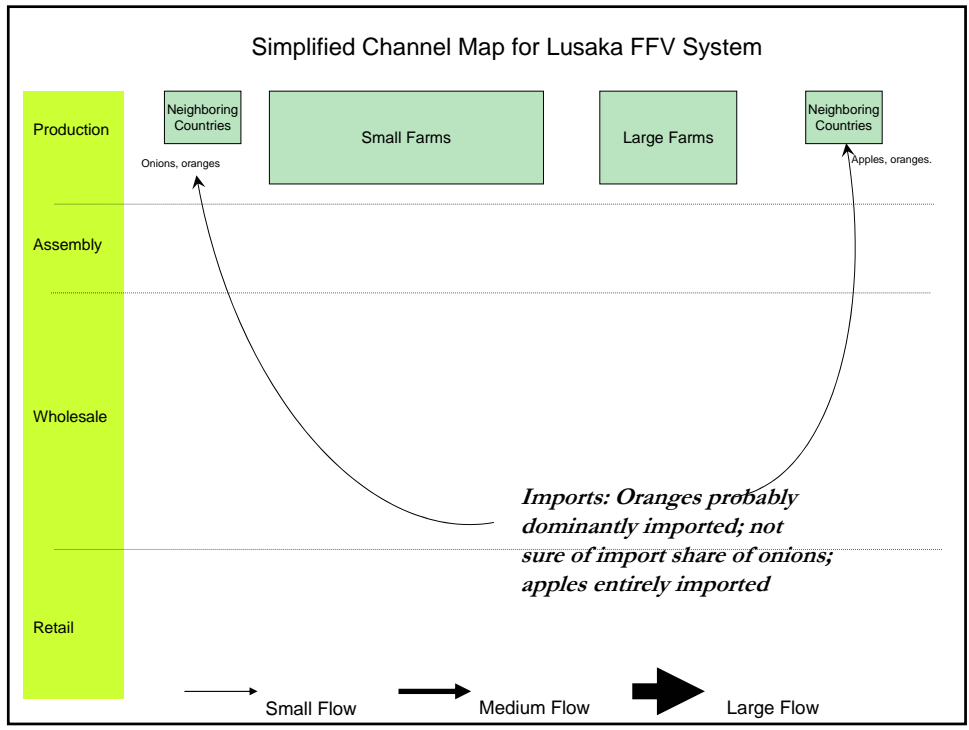 Simplified Channel Map for Lusaka FFV System
Production
Neighboring
Countries
Small Farms
Large Farms
Neighboring
Countries
Onions, oranges
Apples, oranges.
Assembly
Wholesale
Imports: Oranges probably
dominantly imported; not
sure of import share of onions;
apples entirely imported
Retail
Small Flow
Medium Flow
Large Flow